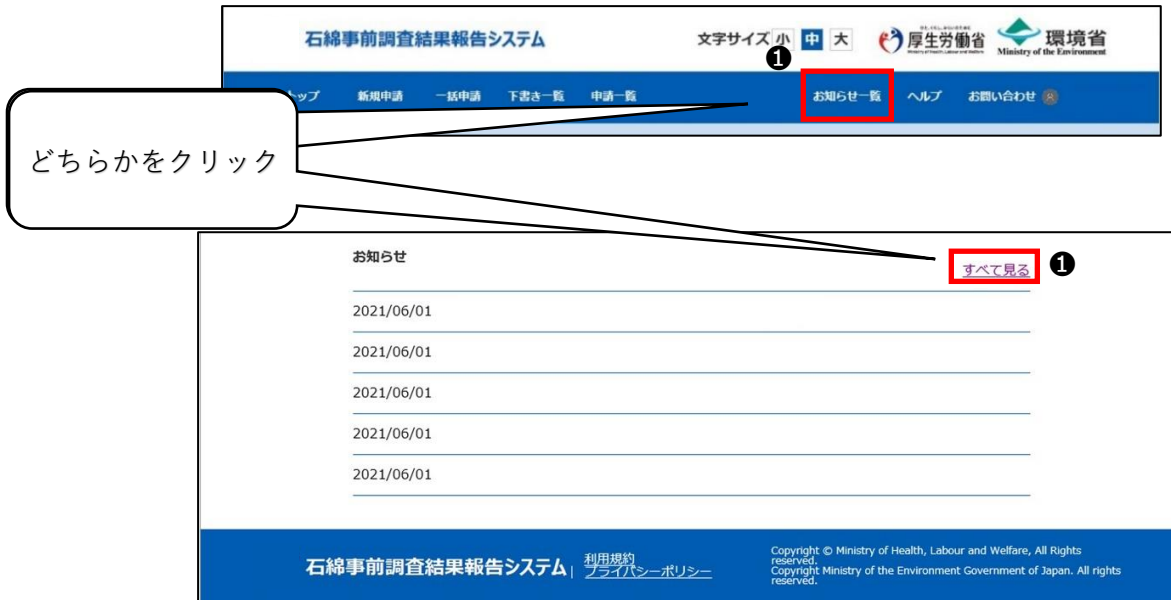 石綿事前調査結果報告システム
文字サイズ 小 中 大
厚生労働省
環境省
Ministry of the Environment
❶
トップ 新規申請 一括申請 下書き一覧 申請一覧 お知らせ一覧 ヘルプ お問い合わせ
どちらかをクリック
お知らせ
すべて見る ❶
2021/06/01
2021/06/01
2021/06/01
2021/06/01
2021/06/01
石綿事前調査結果報告システム | 利用規約
プライバシーポリシー
Copyright © Ministry of Health, Labour and Welfare, All Rights
reserved.
Copyright Ministry of the Environment Government of Japan. All rights
reserved.